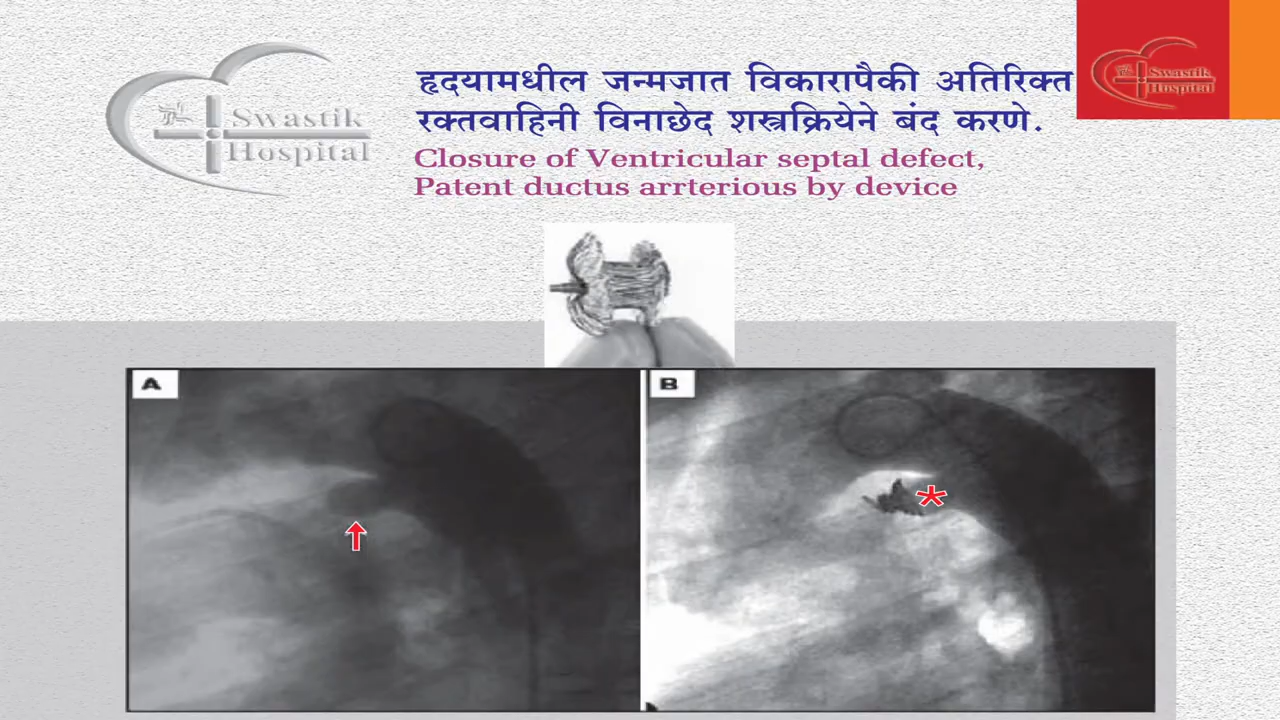 Swastik
Hospital
हृदयामधील जन्मजात विकारापैकी अतिरिक्त
रक्तवाहिनी विनाछेद शस्त्रक्रियेने बंद करणे.
Closure of Ventricular septal defect,
Patent ductus arrterious by device
Swastik
Hospital
A
B